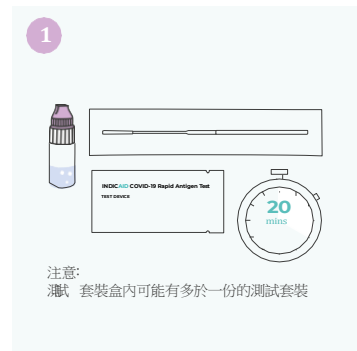 1
INDICAID COVID-19 Rapid Antigen Test
TEST DEVICE
20
mins
注意:
測試 套裝盒內可能有多於一份的測試套裝